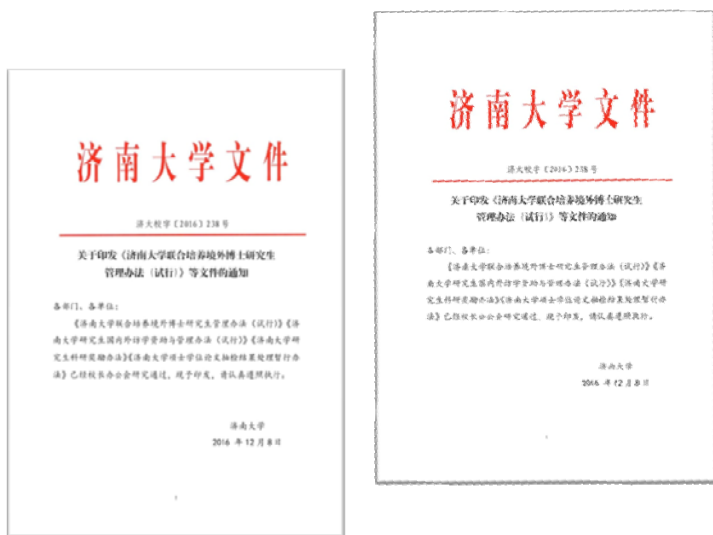 济南大学文件
济大校字〔2016〕238号
关于印发《济南大学联合培养境外博士研究生
管理办法（试行）》等文件的通知
各部门、各单位：
《济南大学联合培养境外博士研究生管理办法（试行）》《济
南大学研究生国内外访学资助与管理办法（试行）》《济南大学研
究生科研奖励办法》《济南大学硕士学位论文抽检结果处理暂行办
法》已经校长办公会研究通过，现予印发，请认真遵照执行。
济南大学
2016 年 12 月 8 日
1
济南大学文件
济大校字〔2016〕238号
关于印发《济南大学联合培养境外博士研究生
管理办法（试行）》等文件的通知
各部门、各单位：
《济南大学联合培养境外博士研究生管理办法（试行）》《济
南大学研究生国内外访学资助与管理办法（试行）》《济南大学研
究生科研奖励办法》《济南大学硕士学位论文抽检结果处理暂行办
法》已经校长办公会研究通过，现予印发，请认真遵照执行。
济南大学
2016 年 12 月 8 日